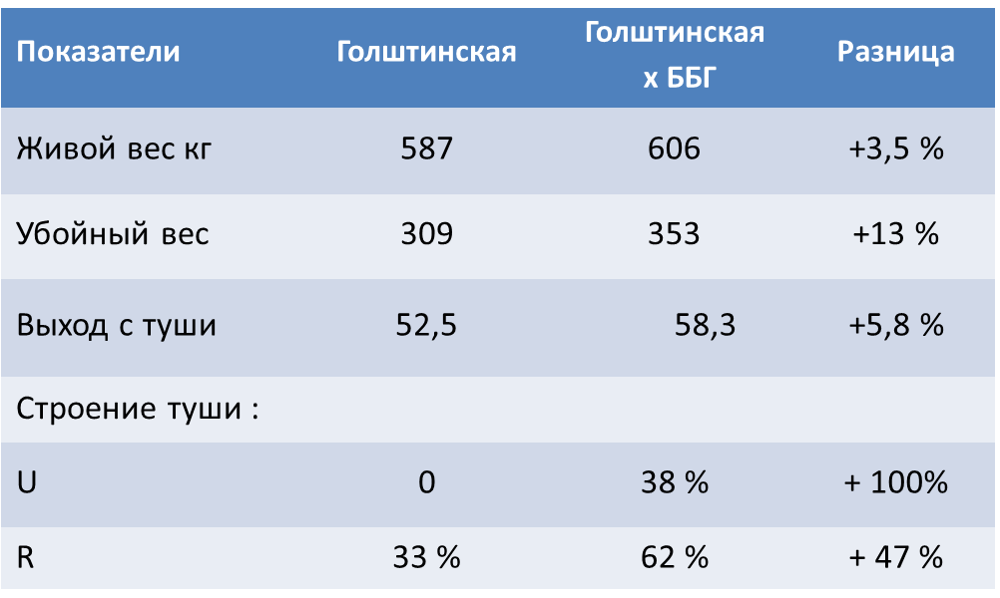 Показатели Голштинская Голштинская х ББГ Разница
Живой вес кг 587 606 +3,5 %
Убойный вес 309 353 +13 %
Выход с туши 52,5 58,3 +5,8 %
Строение туши :
U 0 38 % + 100%
R 33 % 62 % + 47 %